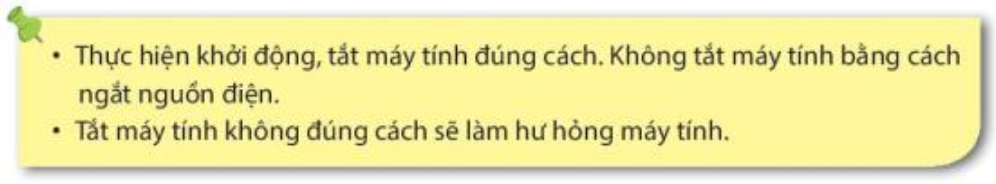 • Thực hiện khởi động, tắt máy tính đúng cách. Không tắt máy tính bằng cách
ngắt nguồn điện.
• Tắt máy tính không đúng cách sẽ làm hư hỏng máy tính.